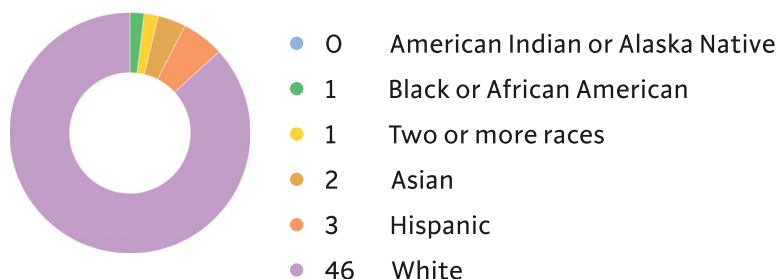 0 American Indian or Alaska Native
1 Black or African American
1 Two or more races
2 Asian
3 Hispanic
46 White